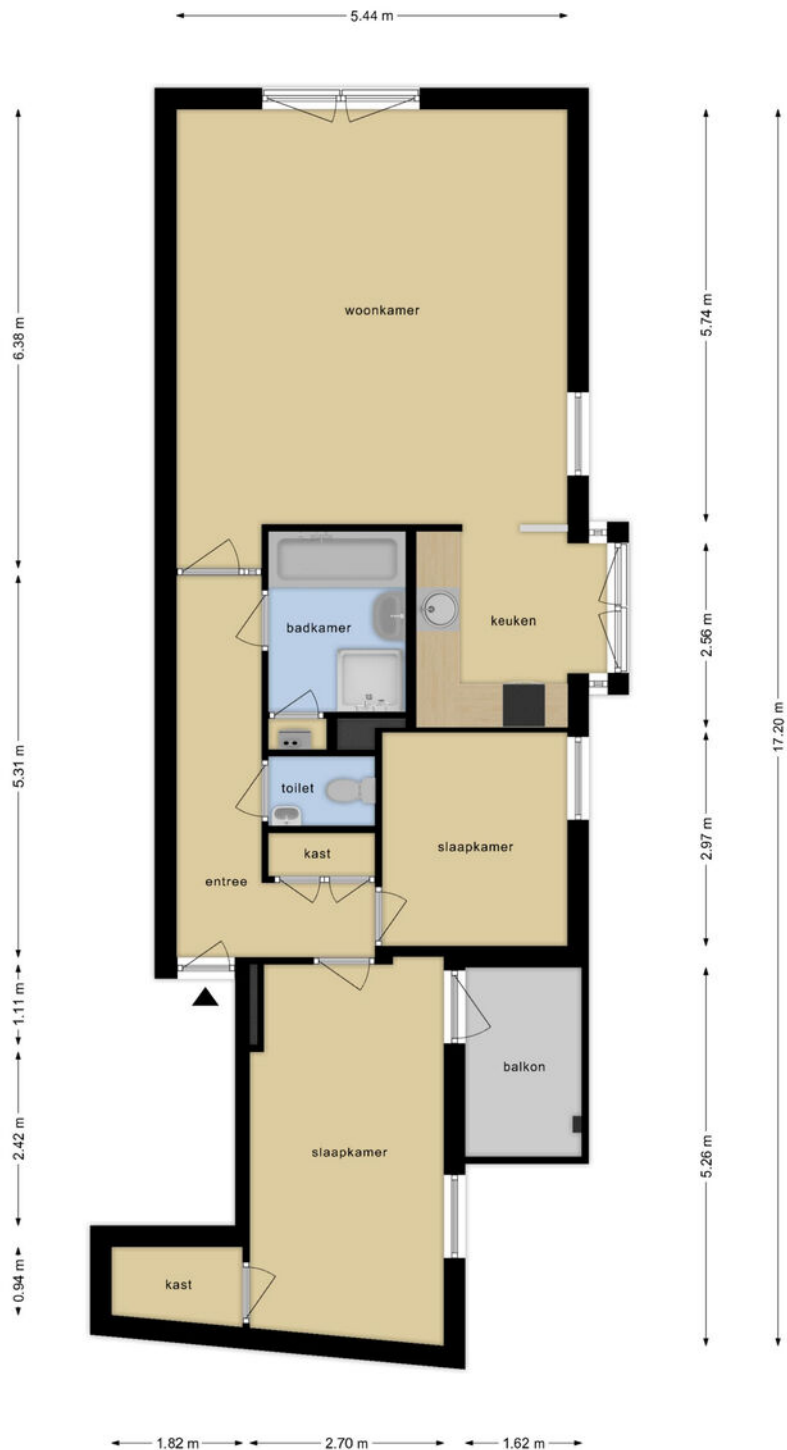 5.44 m
6.38 m
5.74 m
woonkamer
badkamer
keuken
2.56 m
17.20 m
5.31 m
toilet
kast
slaapkamer
2.97 m
entree
1.11 m
balkon
2.42 m
slaapkamer
5.26 m
0.94 m
kast
1.82 m
2.70 m
1.62 m